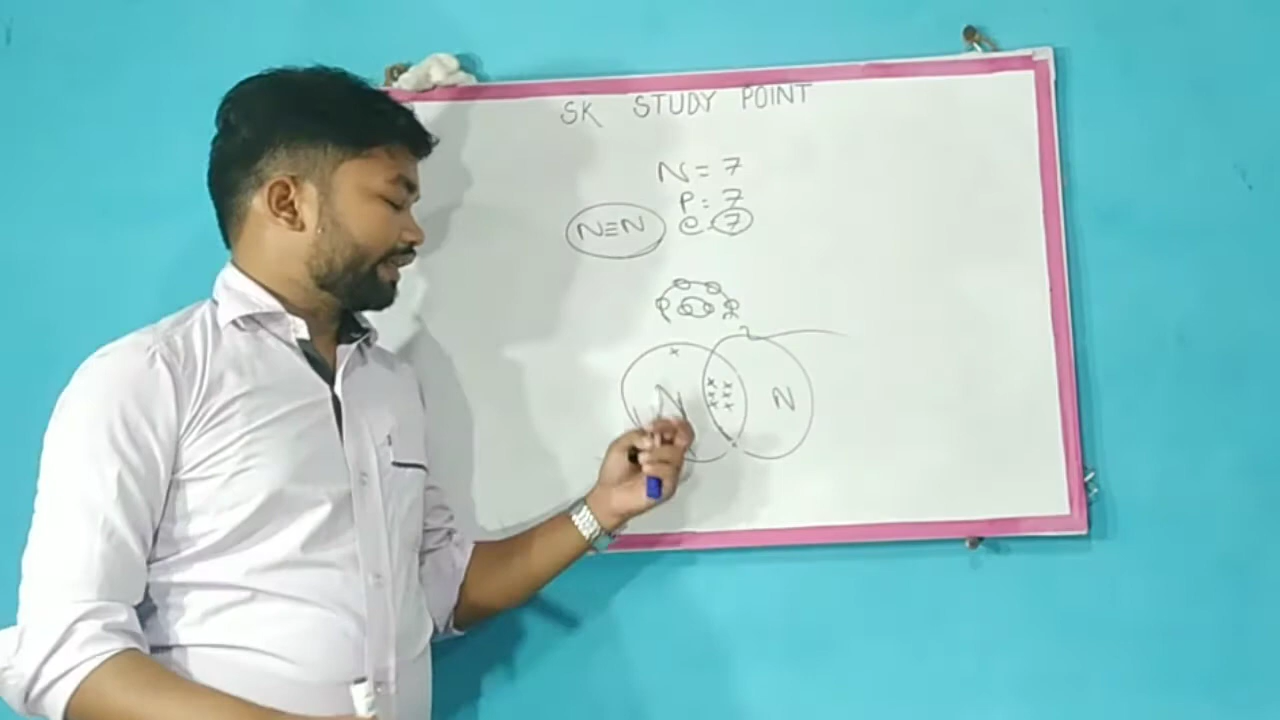 SK STUDY POINT
N = 7
P = 7
N≡N e = 7
N N